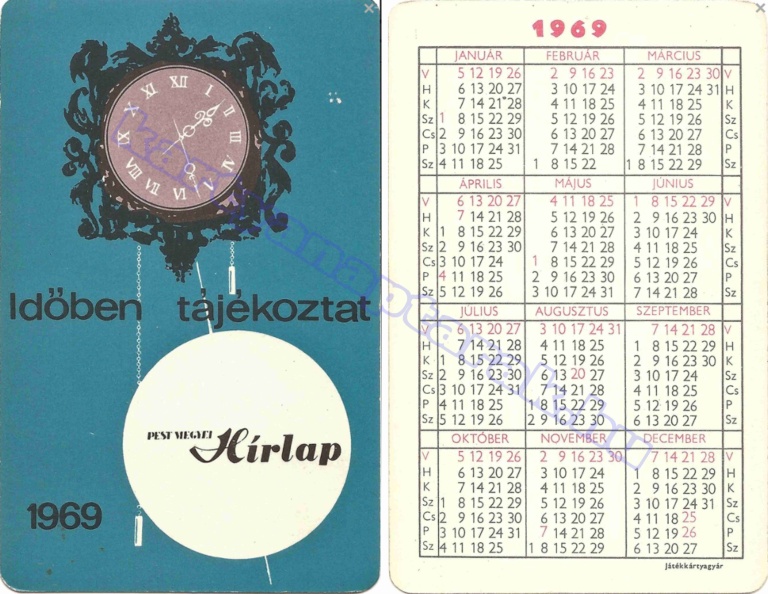 XII
I
II
III
IIII
V
VI
VII
VIII
IX
X
XI
Időben tájékoztat
PEST MEGYEI Hírlap
1969
kartyanaptarak.hu
1969
JANUÁR FEBRUÁR MÁRCIUS
V 5 12 19 26 2 9 16 23 2 9 16 23 30 V
H 6 13 20 27 3 10 17 24 3 10 17 24 31 H
K 7 14 21 28 4 11 18 25 4 11 18 25 K
Sz 1 8 15 22 29 5 12 19 26 5 12 19 26 Sz
Cs 2 9 16 23 30 6 13 20 27 6 13 20 27 Cs
P 3 10 17 24 31 7 14 21 28 7 14 21 28 P
Sz 4 11 18 25 1 8 15 22 1 8 15 22 29 Sz
ÁPRILIS MÁJUS JÚNIUS
V 6 13 20 27 4 11 18 25 1 8 15 22 29 V
H 7 14 21 28 5 12 19 26 2 9 16 23 30 H
K 1 8 15 22 29 6 13 20 27 3 10 17 24 K
Sz 2 9 16 23 30 7 14 21 28 4 11 18 25 Sz
Cs 3 10 17 24 1 8 15 22 29 5 12 19 26 Cs
P 4 11 18 25 2 9 16 23 30 6 13 20 27 P
Sz 5 12 19 26 3 10 17 24 31 7 14 21 28 Sz
JÚLIUS AUGUSZTUS SZEPTEMBER
V 6 13 20 27 3 10 17 24 31 7 14 21 28 V
H 7 14 21 28 4 11 18 25 1 8 15 22 29 H
K 1 8 15 22 29 5 12 19 26 2 9 16 23 30 K
Sz 2 9 16 23 30 6 13 20 27 3 10 17 24 Sz
Cs 3 10 17 24 31 7 14 21 28 4 11 18 25 Cs
P 4 11 18 25 1 8 15 22 29 5 12 19 26 P
Sz 5 12 19 26 2 9 16 23 30 6 13 20 27 Sz
OKTÓBER NOVEMBER DECEMBER
V 5 12 19 26 2 9 16 23 30 7 14 21 28 V
H 6 13 20 27 3 10 17 24 1 8 15 22 29 H
K 7 14 21 28 4 11 18 25 2 9 16 23 30 K
Sz 1 8 15 22 29 5 12 19 26 3 10 17 24 31 Sz
Cs 2 9 16 23 30 6 13 20 27 4 11 18 25 Cs
P 3 10 17 24 31 7 14 21 28 5 12 19 26 P
Sz 4 11 18 25 1 8 15 22 29 6 13 20 27 Sz
Játékkártyagyár